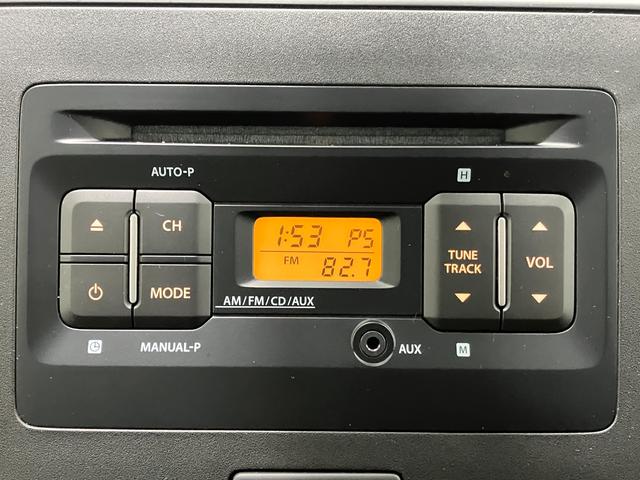 AUTO-P
H
CH
1:53 PS
TUNE
TRACK
VOL
FM 82.7
MODE
AM/FM/CD/AUX
MANUAL-P
AUX
M